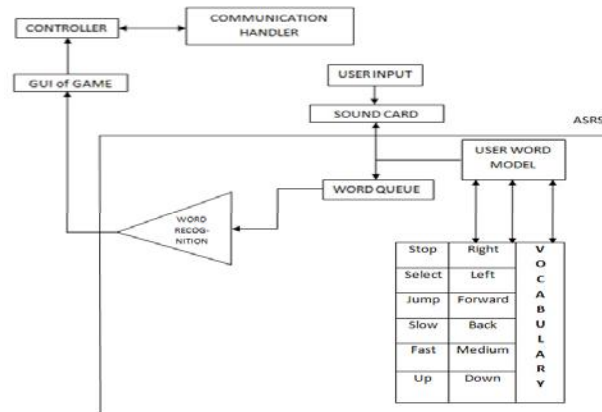 COMMUNICATION
HANDLER
CONTROLLER
GUI of GAME
USER INPUT
SOUND CARD
ASRS
USER WORD
MODEL
WORD QUEUE
WORD
RECOG-
NITION
Stop Right
Select Left
Jump Forward
Slow Back
Fast Medium
Up Down
VOCABULLARY